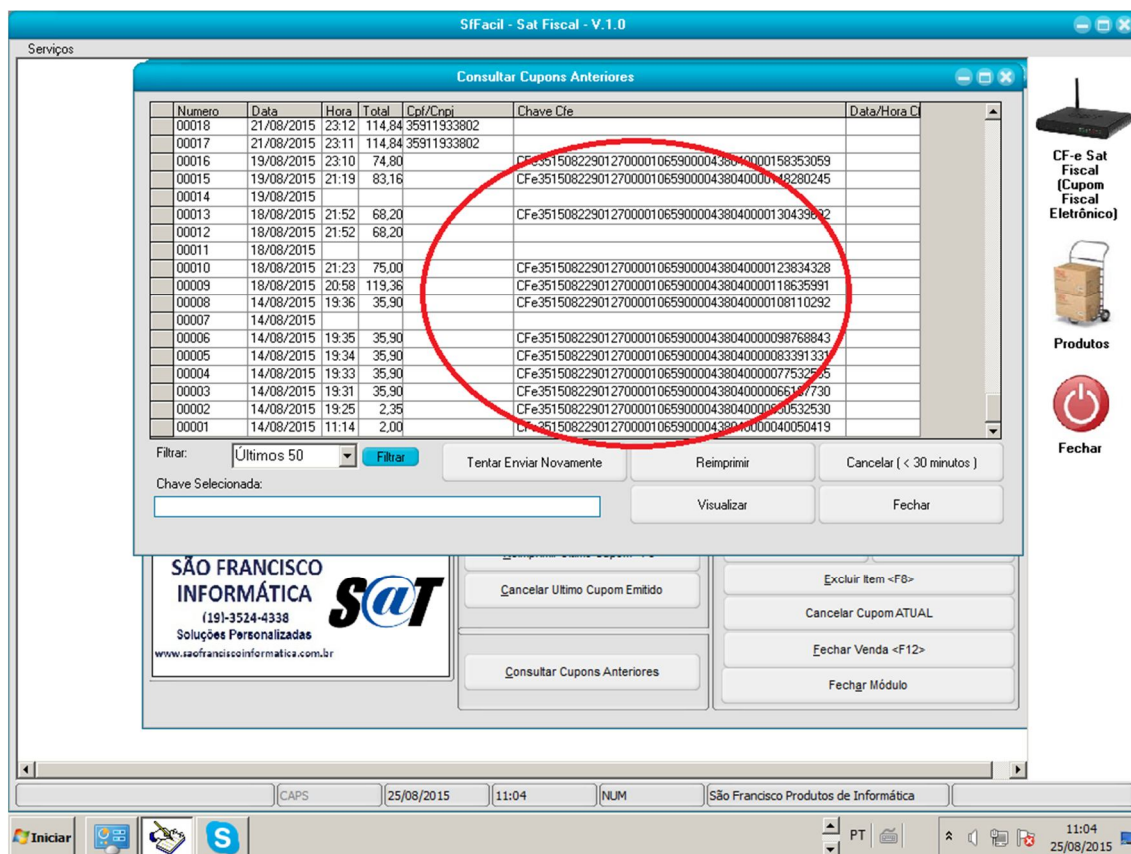 SfFacil - Sat Fiscal - V.1.0
Serviços
Consultar Cupons Anteriores
Numero Data Hora Total Cpf/Cnpj Chave Cfe Data/Hora
00018 21/08/2015 23:12 114,84 35911933802
00017 21/08/2015 23:11 114,84 35911933802
00016 19/08/2015 23:10 74,80
00015 19/08/2015 21:19 83,16
00014 19/08/2015
00013 18/08/2015 21:52 68,20
00012 18/08/2015 21:52 68,20
00011 18/08/2015
00010 18/08/2015 21:23 75,00 CFe35150822901270000106590000438040000123834328
00009 18/08/2015 20:58 119,36 CFe35150822901270000106590000438040000118635991
00008 14/08/2015 19:36 35,90 CFe35150822901270000106590000438040000108110292
00007 14/08/2015
00006 14/08/2015 19:35 35,90 CFe35150822901270000106590000438040000098768843
00005 14/08/2015 19:34 35,90
00004 14/08/2015 19:33 35,90
00003 14/08/2015 19:31 35,90
00002 14/08/2015 19:25 2,35
00001 14/08/2015 11:14 2,00
Filtrar: Últimos 50 Filtrar Tentar Enviar Novamente Reimprimir Cancelar ( < 30 minutos )
Chave Selecionada:
Visualizar Fechar
CF-e Sat
Fiscal
(Cupom
Fiscal
Eletrônico)
Produtos
Fechar
SÃO FRANCISCO
INFORMÁTICA
(19)-3524-4338
Soluções Personalizadas
www.saofranciscoinformatica.com.br
S@T
Cancelar Ultimo Cupom Emitido
Consultar Cupons Anteriores
Excluir Item <F8>
Cancelar Cupom ATUAL
Fechar Venda <F12>
Fechar Módulo
CAPS 25/08/2015 11:04 NUM São Francisco Produtos de Informática
Iniciar PT 11:04
25/08/2015